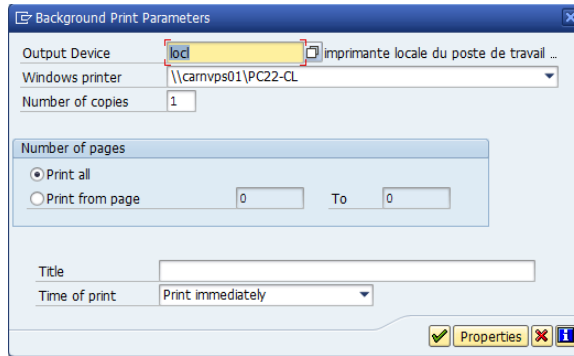 Background Print Parameters
Output Device locl imprimante locale du poste de travail ...
Windows printer \\carnvps01\PC22-CL
Number of copies 1
Number of pages
Print all
Print from page 0 To 0
Title
Time of print Print immediately
Properties